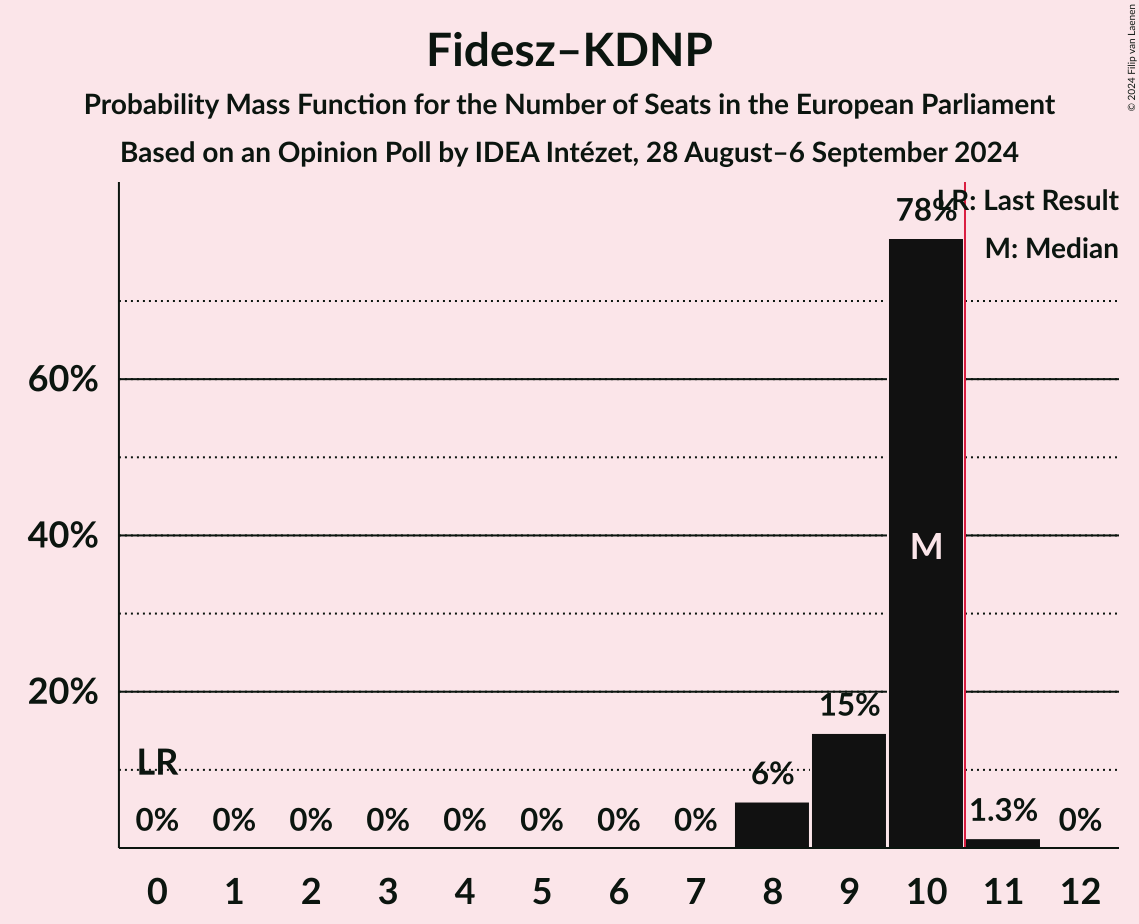 Fidesz–KDNP
Probability Mass Function for the Number of Seats in the European Parliament
Based on an Opinion Poll by IDEA Intézet, 28 August–6 September 2024
© 2024 Filip van Laenen
LR: Last Result
M: Median
78%
60%
40%
M
20%
15%
LR
6%
0% 0% 0% 0% 0% 0% 0% 0% 1.3% 0%
0 1 2 3 4 5 6 7 8 9 10 11 12